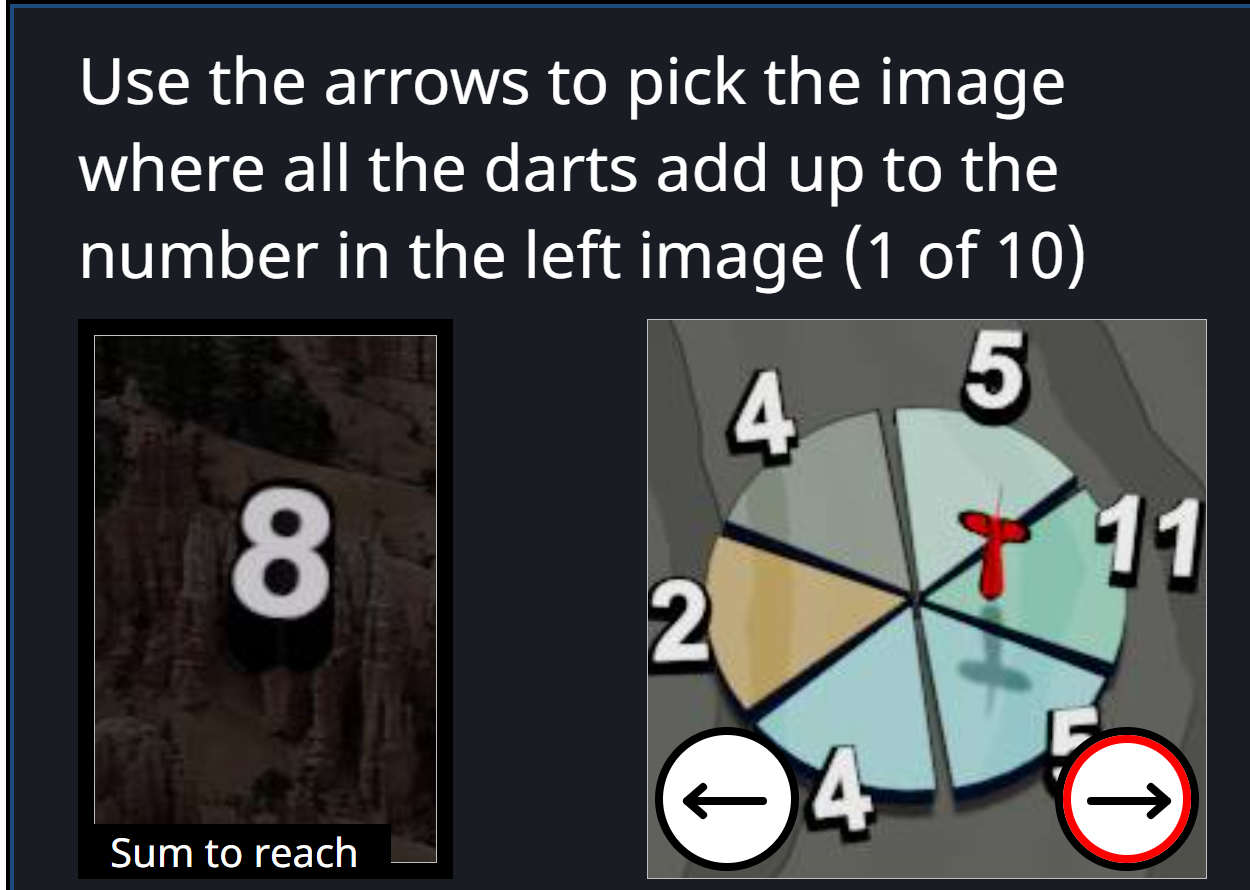 Use the arrows to pick the image
where all the darts add up to the
number in the left image (1 of 10)
8
Sum to reach
5
4
11
2
5
4